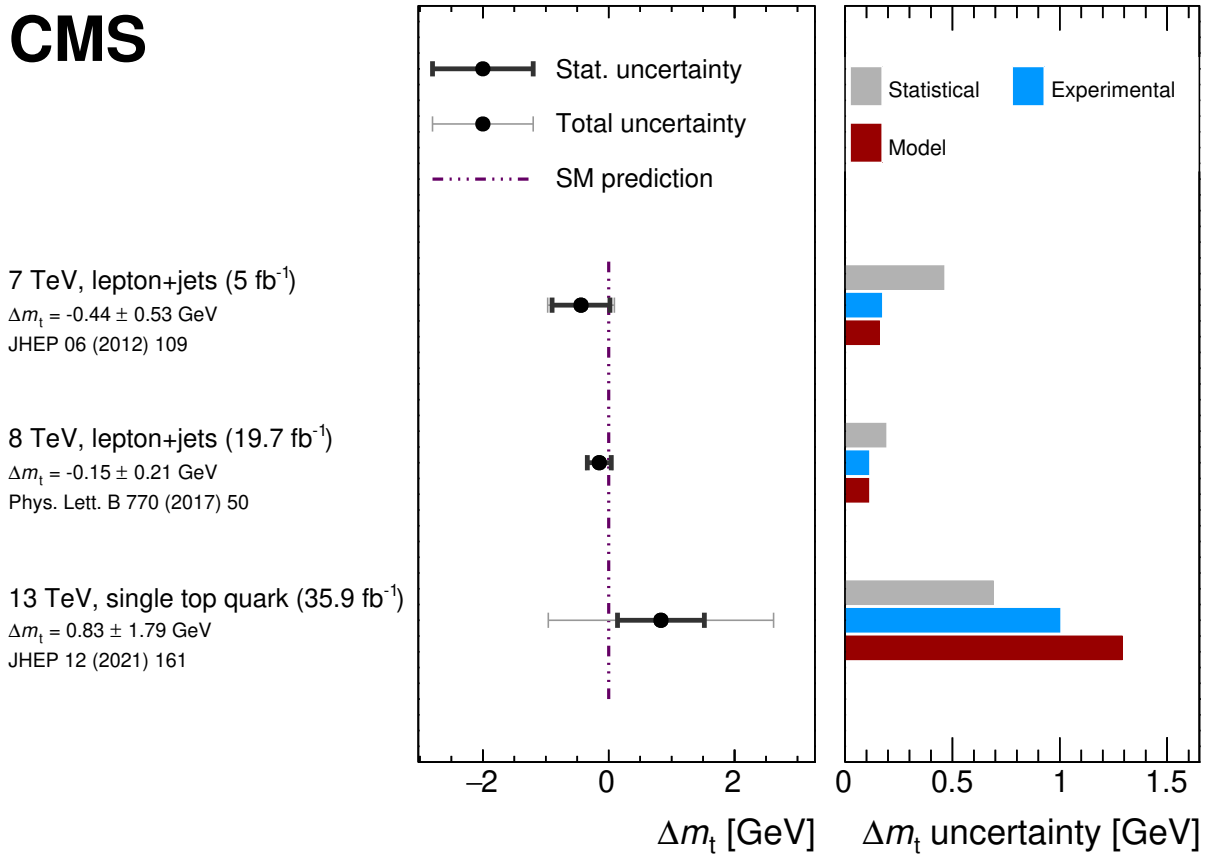 CMS
Stat. uncertainty
Total uncertainty
SM prediction
Statistical
Experimental
Model
7 TeV, lepton+jets (5 fb⁻¹)
Δmₜ = -0.44 ± 0.53 GeV
JHEP 06 (2012) 109
8 TeV, lepton+jets (19.7 fb⁻¹)
Δmₜ = -0.15 ± 0.21 GeV
Phys. Lett. B 770 (2017) 50
13 TeV, single top quark (35.9 fb⁻¹)
Δmₜ = 0.83 ± 1.79 GeV
JHEP 12 (2021) 161
−2 0 2
Δmₜ [GeV]
0 0.5 1 1.5
Δmₜ uncertainty [GeV]